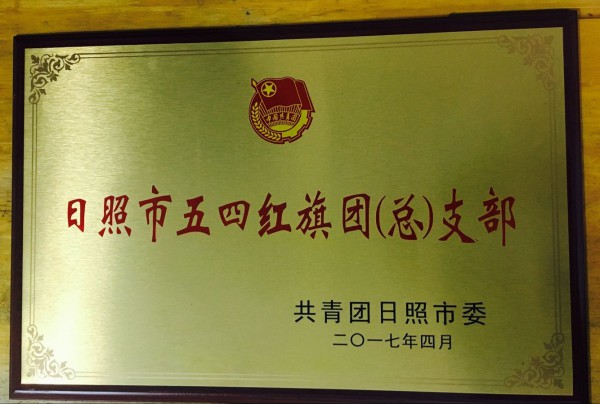 日照市五四红旗团(总)支部
共青团日照市委
二〇一七年四月